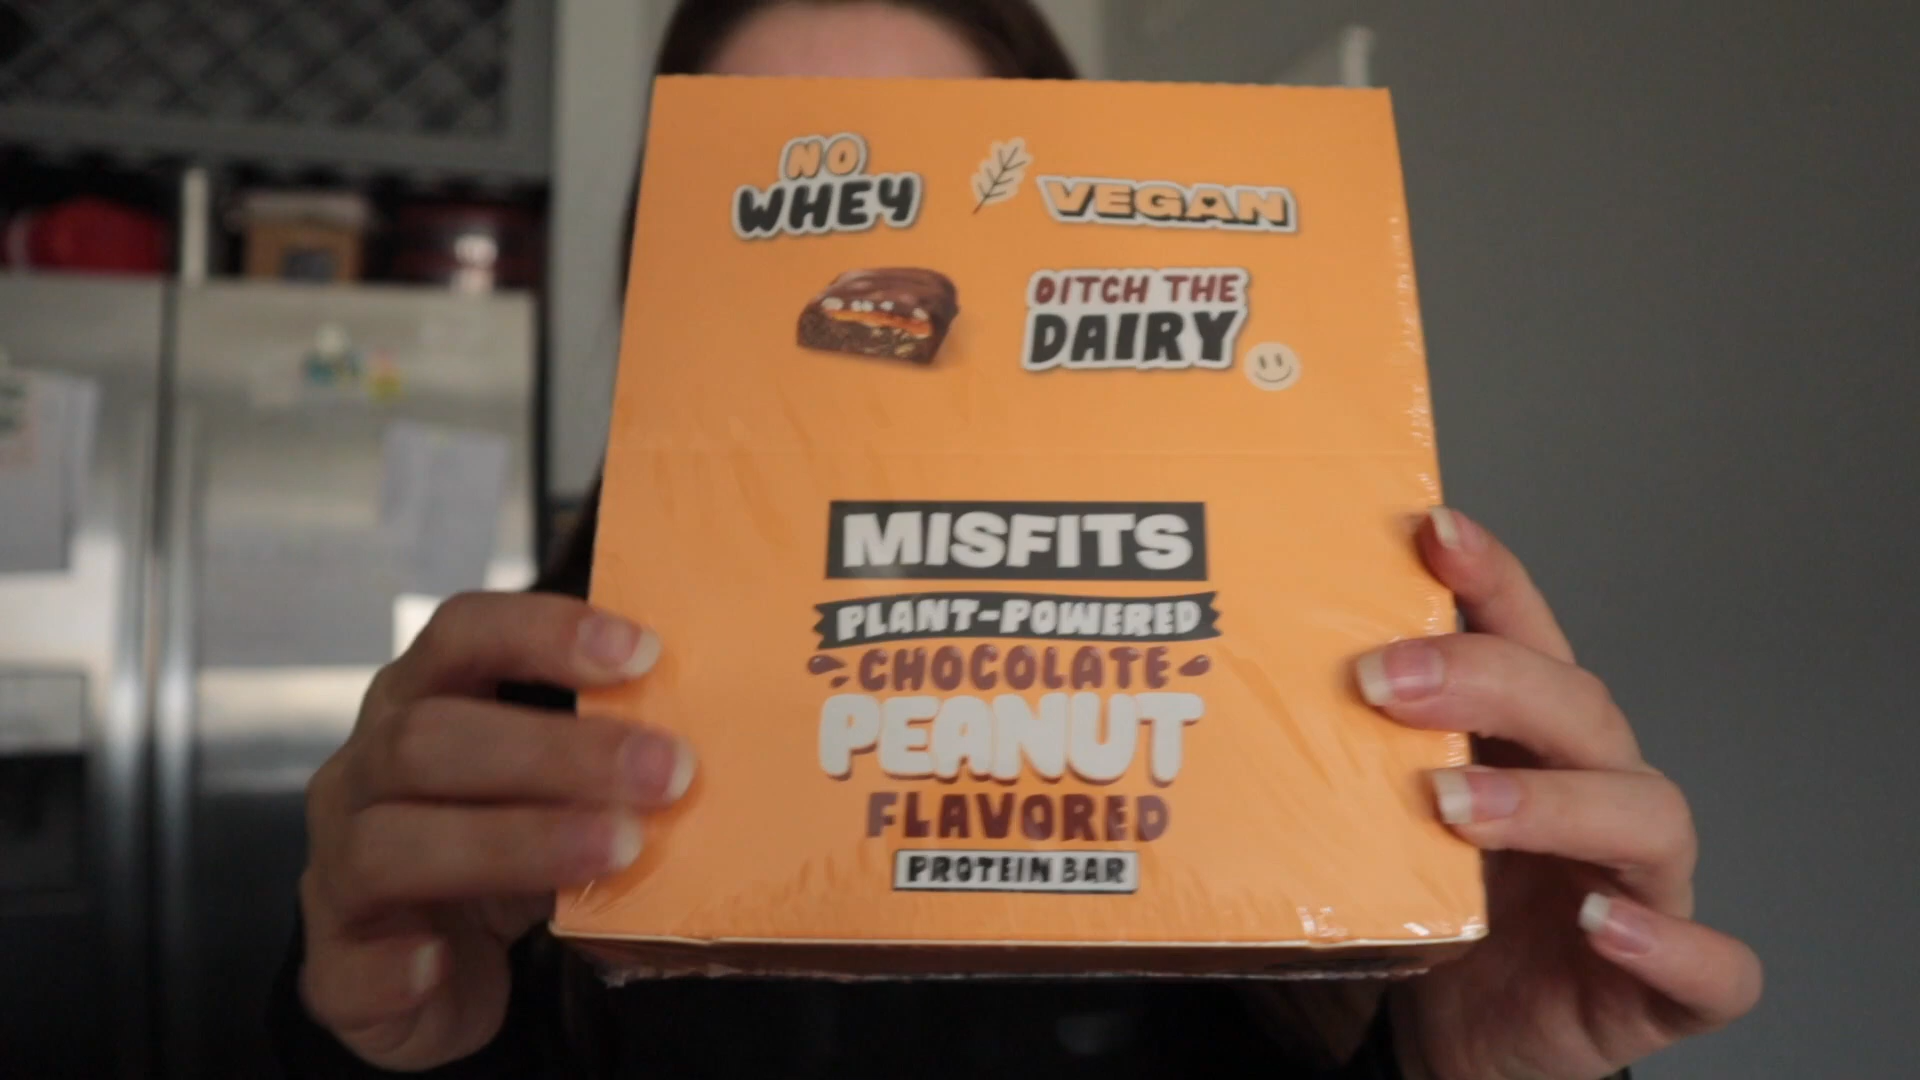 NO
WHEY
VEGAN
DITCH THE
DAIRY
MISFITS
PLANT-POWERED
CHOCOLATE
PEANUT
FLAVORED
PROTEIN BAR